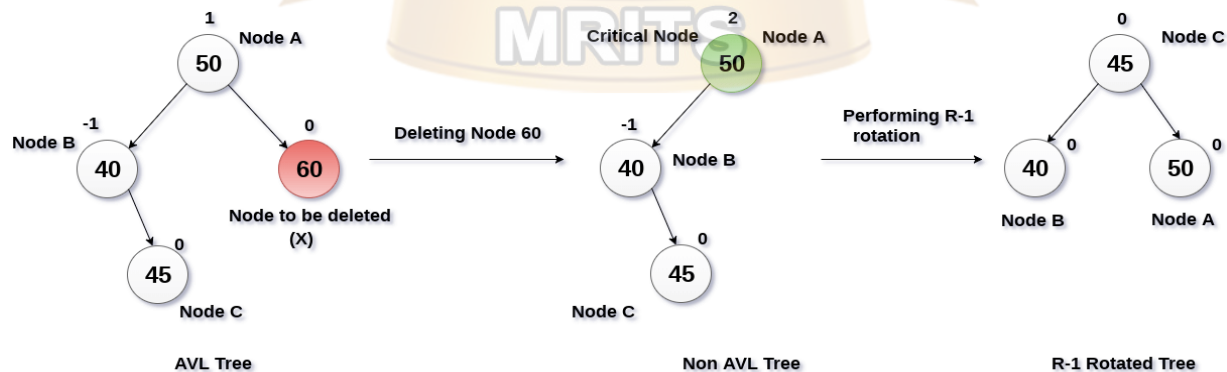 MRITS
1
Node A
50
-1
Node B
40
0
60
Node to be deleted
(X)
0
45
Node C
AVL Tree
Deleting Node 60
Critical Node
2
Node A
50
-1
40
Node B
0
45
Node C
Non AVL Tree
Performing R-1
rotation
0
Node C
45
40
0
Node B
50
0
Node A
R-1 Rotated Tree